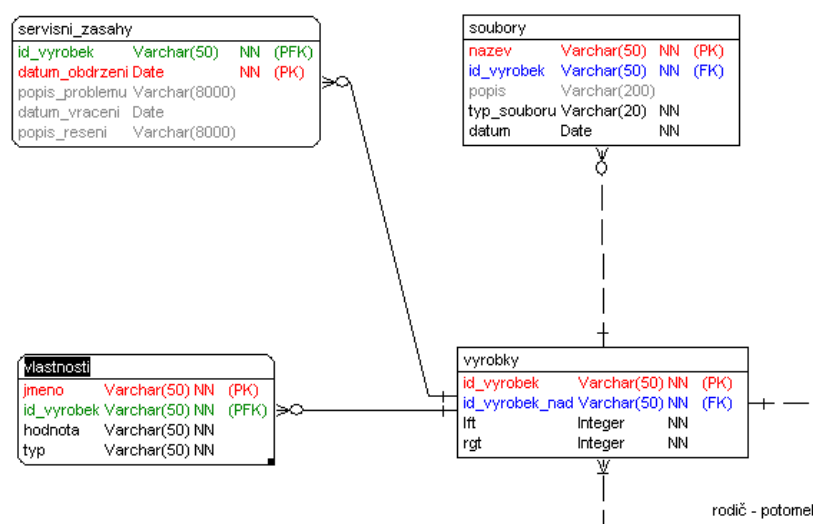 servisni_zasahy
id_vyrobek Varchar(50) NN (PFK)
datum_obdrzeni Date NN (PK)
popis_problemu Varchar(8000)
datum_vraceni Date
popis_reseni Varchar(8000)
soubory
nazev Varchar(50) NN (PK)
id_vyrobek Varchar(50) NN (FK)
popis Varchar(200)
typ_souboru Varchar(20) NN
datum Date NN
vlastnosti
jmeno Varchar(50) NN (PK)
id_vyrobek Varchar(50) NN (PFK)
hodnota Varchar(50) NN
typ Varchar(50) NN
vyrobky
id_vyrobek Varchar(50) NN (PK)
id_vyrobek_nad Varchar(50) NN (FK)
lft Integer NN
rgt Integer NN
rodič - potomel